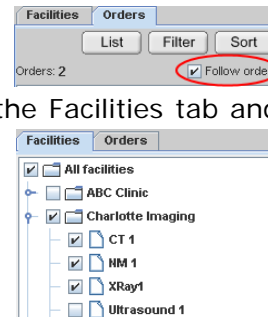 Facilities Orders
List Filter Sort
Orders: 2 Follow orde
the Facilities tab and
Facilities Orders
All facilities
ABC Clinic
Charlotte Imaging
CT 1
NM 1
XRay1
Ultrasound 1